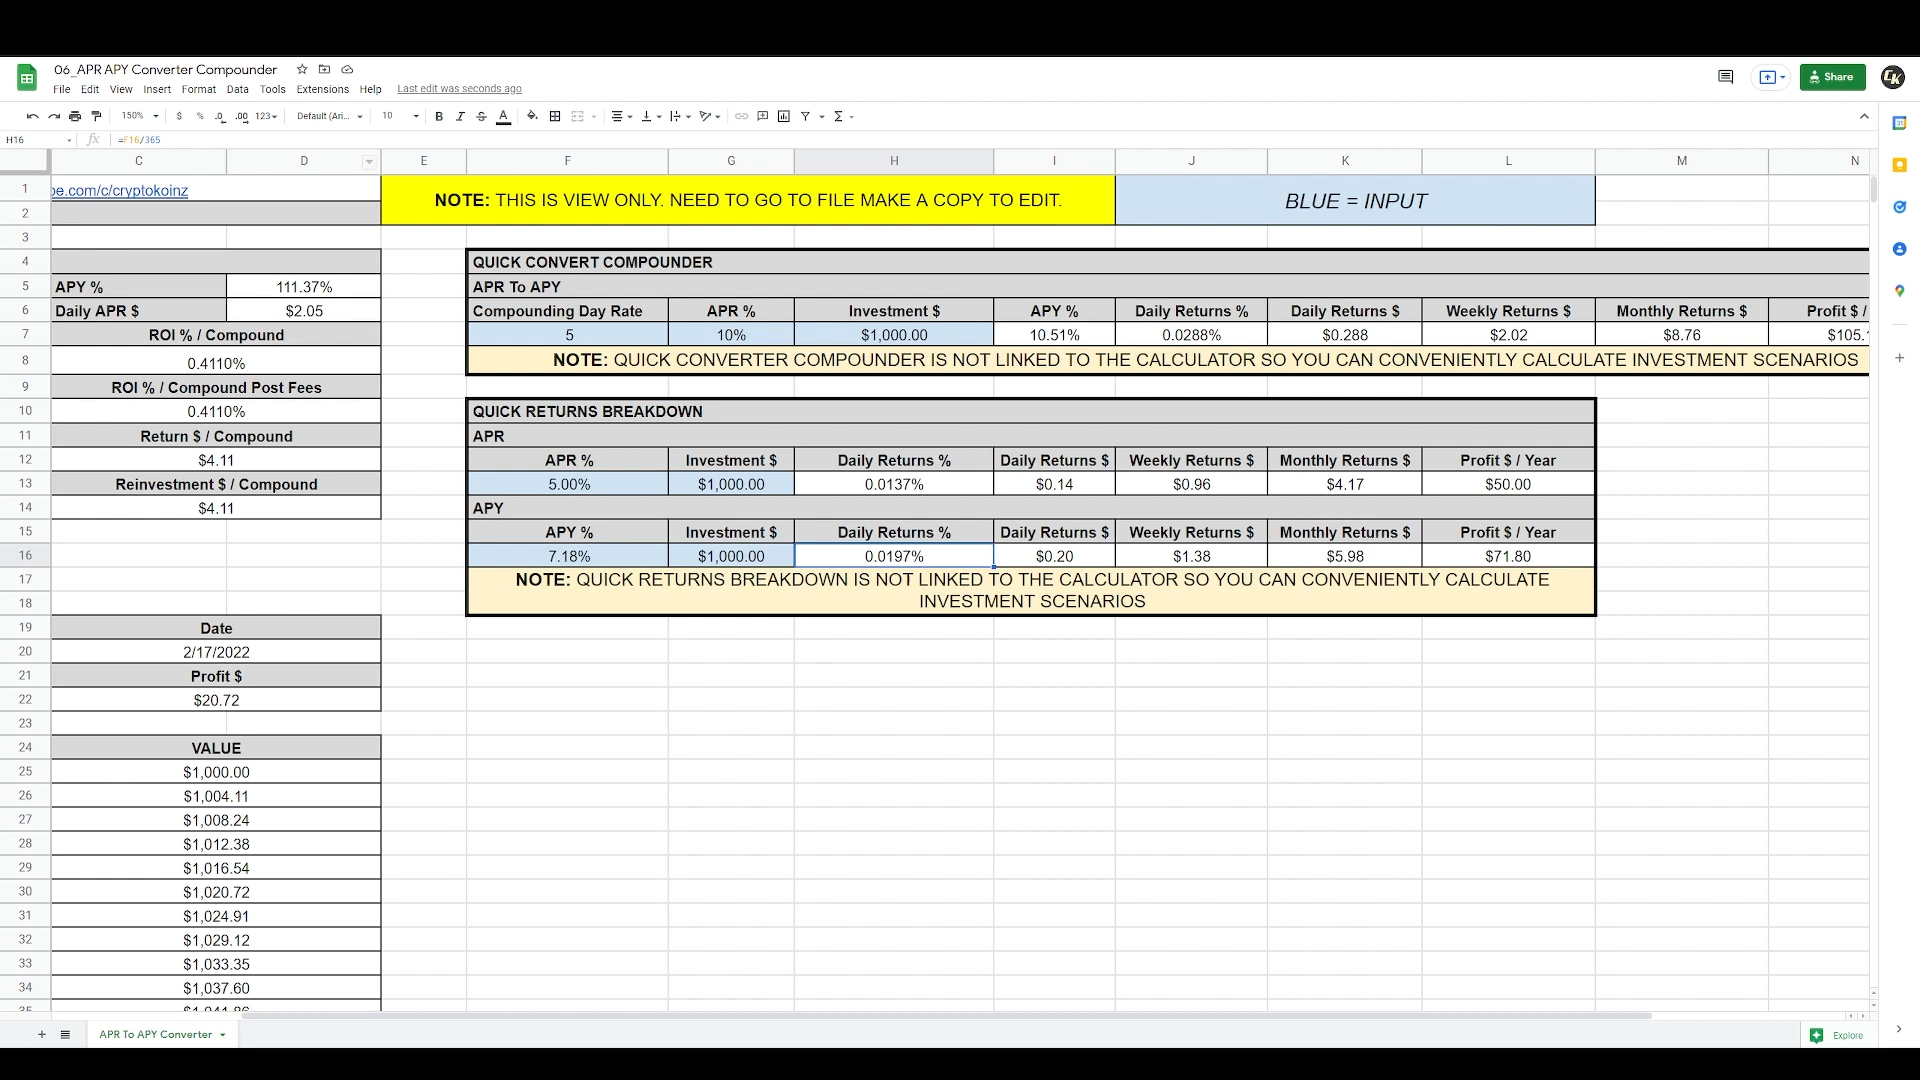 06_APR APY Converter Compounder
File Edit View Insert Format Data Tools Extensions Help Last edit was seconds ago
Share
CK
150% $ % .0 .00 123 Default (Ari... 10 B I S A
H16 fx =F16/365
C D E F G H I J K L M N
1 be.com/c/cryptokoinz NOTE: THIS IS VIEW ONLY. NEED TO GO TO FILE MAKE A COPY TO EDIT. BLUE = INPUT
2
3
4 QUICK CONVERT COMPOUNDER
5 APY % 111.37% APR To APY
6 Daily APR $ $2.05 Compounding Day Rate APR % Investment $ APY % Daily Returns % Daily Returns $ Weekly Returns $ Monthly Returns $ Profit $ /
7 ROI % / Compound 5 10% $1,000.00 10.51% 0.0288% $0.288 $2.02 $8.76 $105.
8 0.4110% NOTE: QUICK CONVERTER COMPOUNDER IS NOT LINKED TO THE CALCULATOR SO YOU CAN CONVENIENTLY CALCULATE INVESTMENT SCENARIOS
9 ROI % / Compound Post Fees
10 0.4110% QUICK RETURNS BREAKDOWN
11 Return $ / Compound APR
12 $4.11 APR % Investment $ Daily Returns % Daily Returns $ Weekly Returns $ Monthly Returns $ Profit $ / Year
13 Reinvestment $ / Compound 5.00% $1,000.00 0.0137% $0.14 $0.96 $4.17 $50.00
14 $4.11 APY
15 APY % Investment $ Daily Returns % Daily Returns $ Weekly Returns $ Monthly Returns $ Profit $ / Year
16 7.18% $1,000.00 0.0197% $0.20 $1.38 $5.98 $71.80
17 NOTE: QUICK RETURNS BREAKDOWN IS NOT LINKED TO THE CALCULATOR SO YOU CAN CONVENIENTLY CALCULATE
18 INVESTMENT SCENARIOS
19 Date
20 2/17/2022
21 Profit $
22 $20.72
23
24 VALUE
25 $1,000.00
26 $1,004.11
27 $1,008.24
28 $1,012.38
29 $1,016.54
30 $1,020.72
31 $1,024.91
32 $1,029.12
33 $1,033.35
34 $1,037.60
35 $1,041.86
APR To APY Converter
Explore